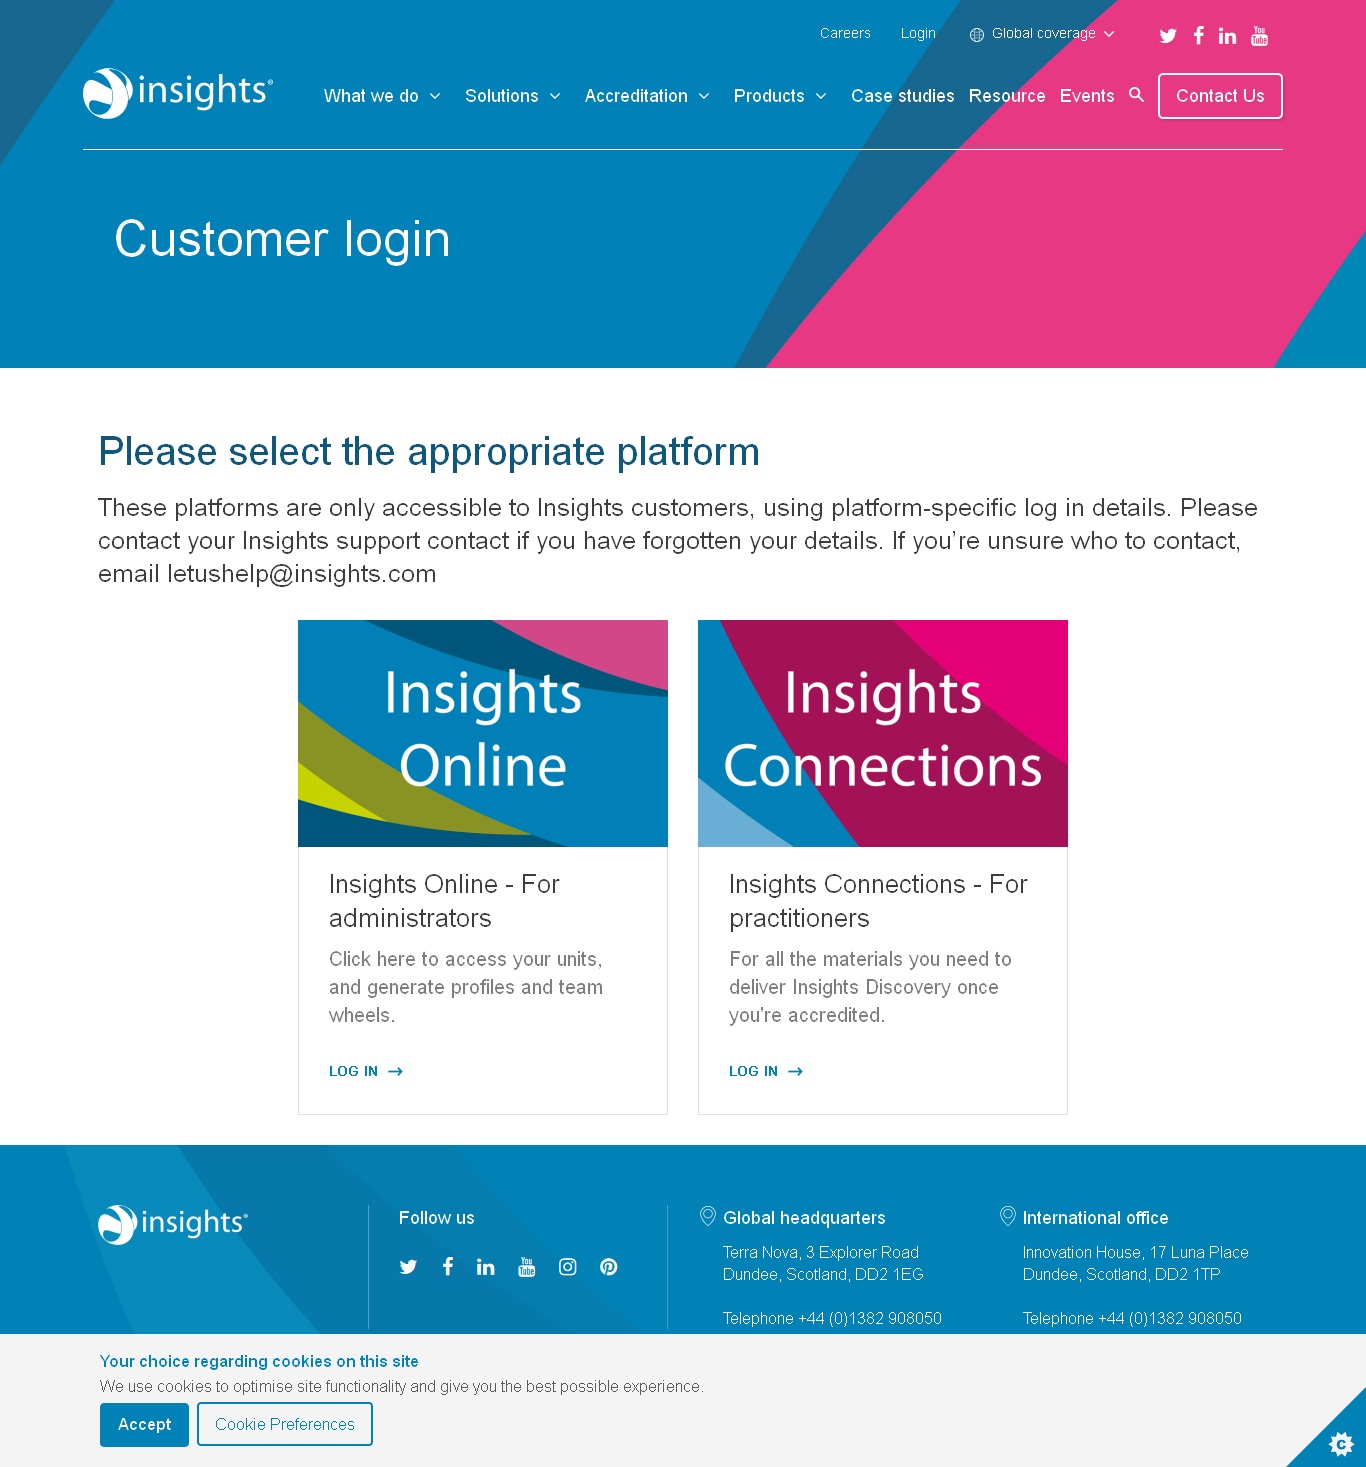 Careers Login Global coverage
insights®
What we do Solutions Accreditation Products Case studies Resource Events Contact Us
Customer login
Please select the appropriate platform
These platforms are only accessible to Insights customers, using platform-specific log in details. Please
contact your Insights support contact if you have forgotten your details. If you’re unsure who to contact,
email letushelp@insights.com
Insights
Online
Insights Online - For
administrators
Click here to access your units,
and generate profiles and team
wheels.
LOG IN
Insights
Connections
Insights Connections - For
practitioners
For all the materials you need to
deliver Insights Discovery once
you're accredited.
LOG IN
insights®
Follow us
Global headquarters
Terra Nova, 3 Explorer Road
Dundee, Scotland, DD2 1EG
Telephone +44 (0)1382 908050
International office
Innovation House, 17 Luna Place
Dundee, Scotland, DD2 1TP
Telephone +44 (0)1382 908050
Your choice regarding cookies on this site
We use cookies to optimise site functionality and give you the best possible experience.
Accept Cookie Preferences